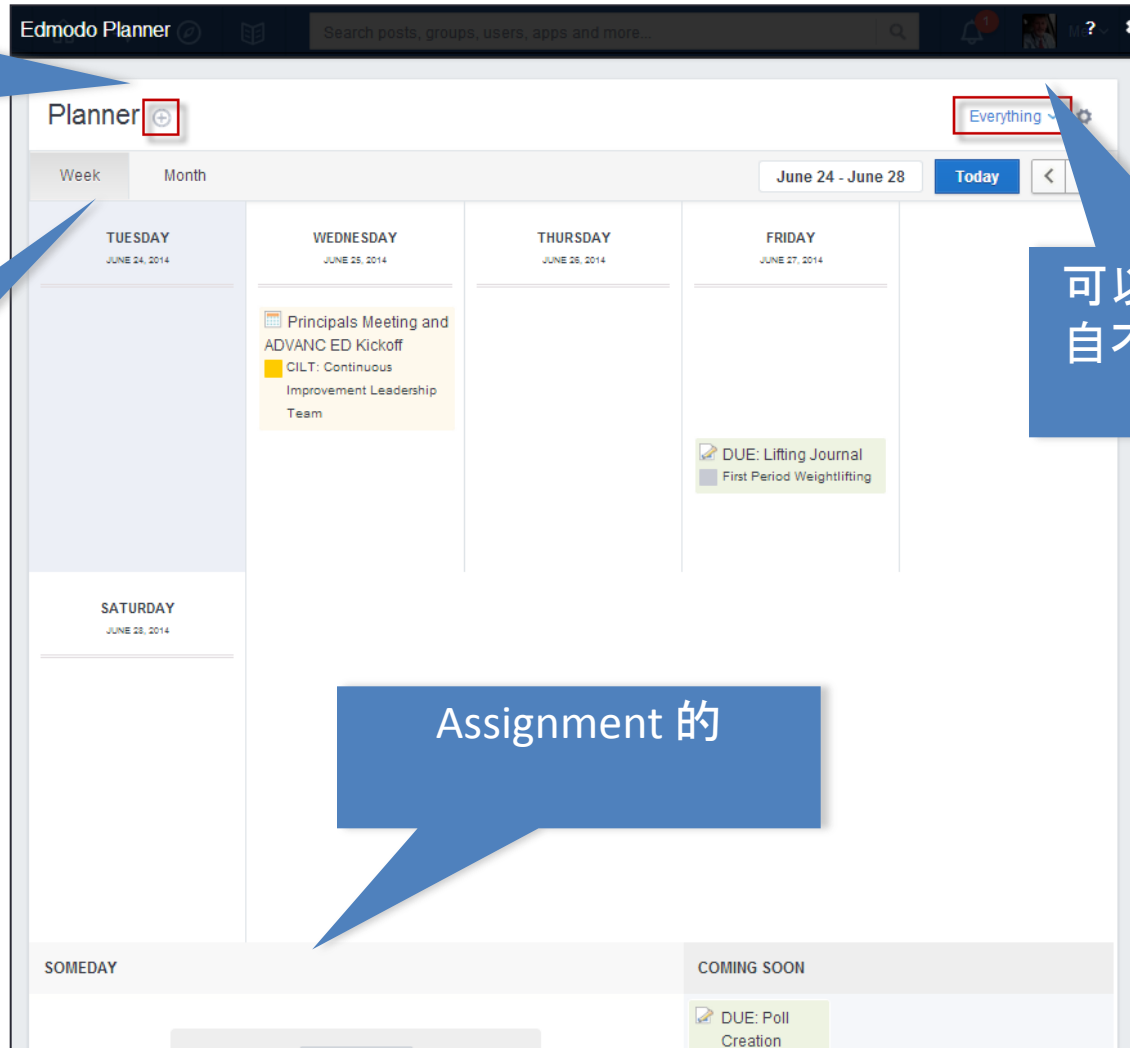 Edmodo Planner
Search posts, groups, users, apps and more...
1
Me
?
Planner
Everything
Week
Month
June 24 - June 28
Today
<
TUESDAY
JUNE 24, 2014
WEDNESDAY
JUNE 25, 2014
THURSDAY
JUNE 26, 2014
FRIDAY
JUNE 27, 2014
Principals Meeting and
ADVANC ED Kickoff
CILT: Continuous
Improvement Leadership
Team
DUE: Lifting Journal
First Period Weightlifting
可以
自
SATURDAY
JUNE 28, 2014
Assignment 的
SOMEDAY
COMING SOON
DUE: Poll
Creation